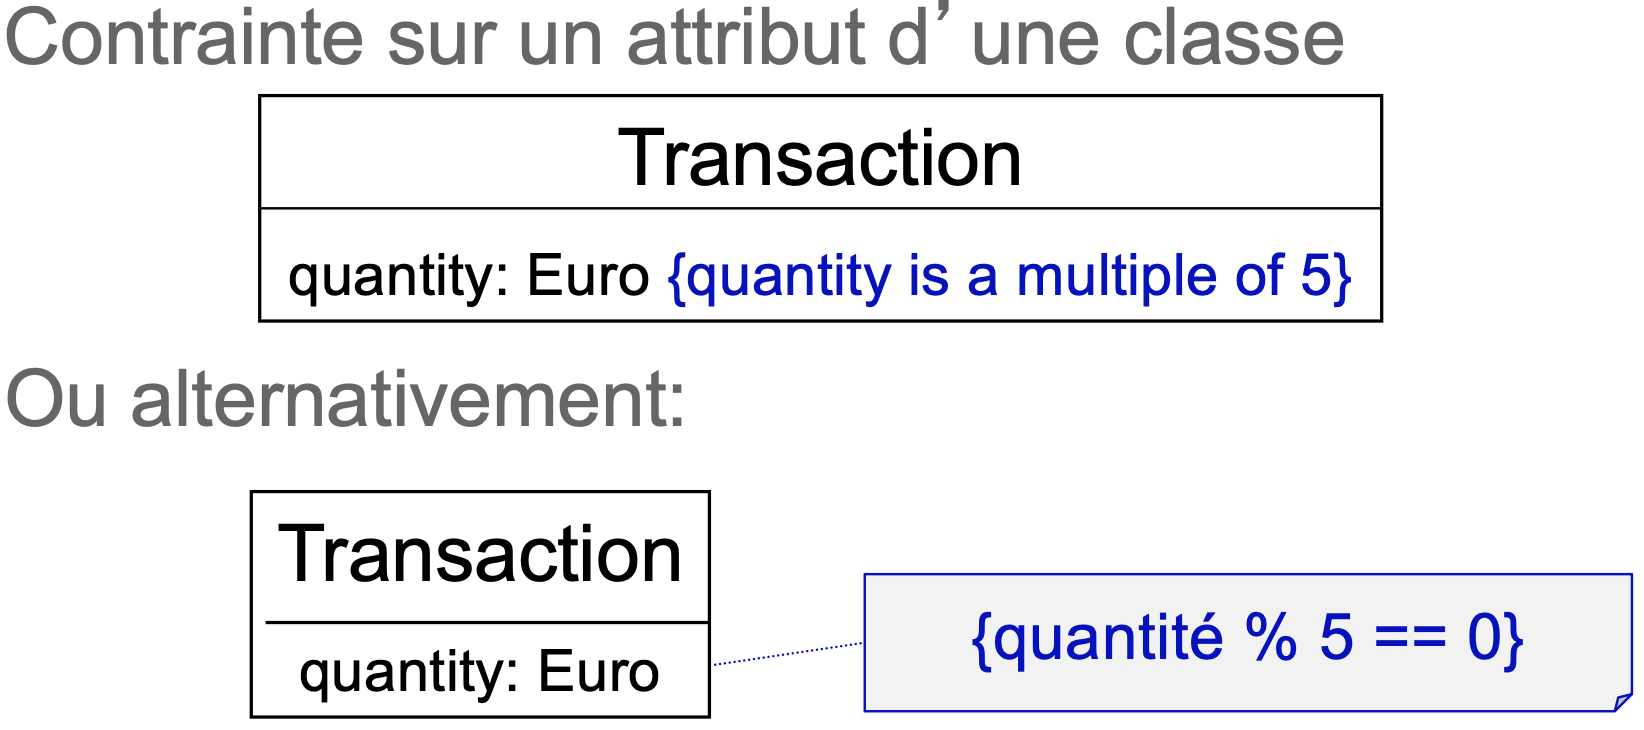 Contrainte sur un attribut d’ une classe
Transaction
quantity: Euro {quantity is a multiple of 5}
Ou alternativement:
Transaction
quantity: Euro
{quantité % 5 == 0}